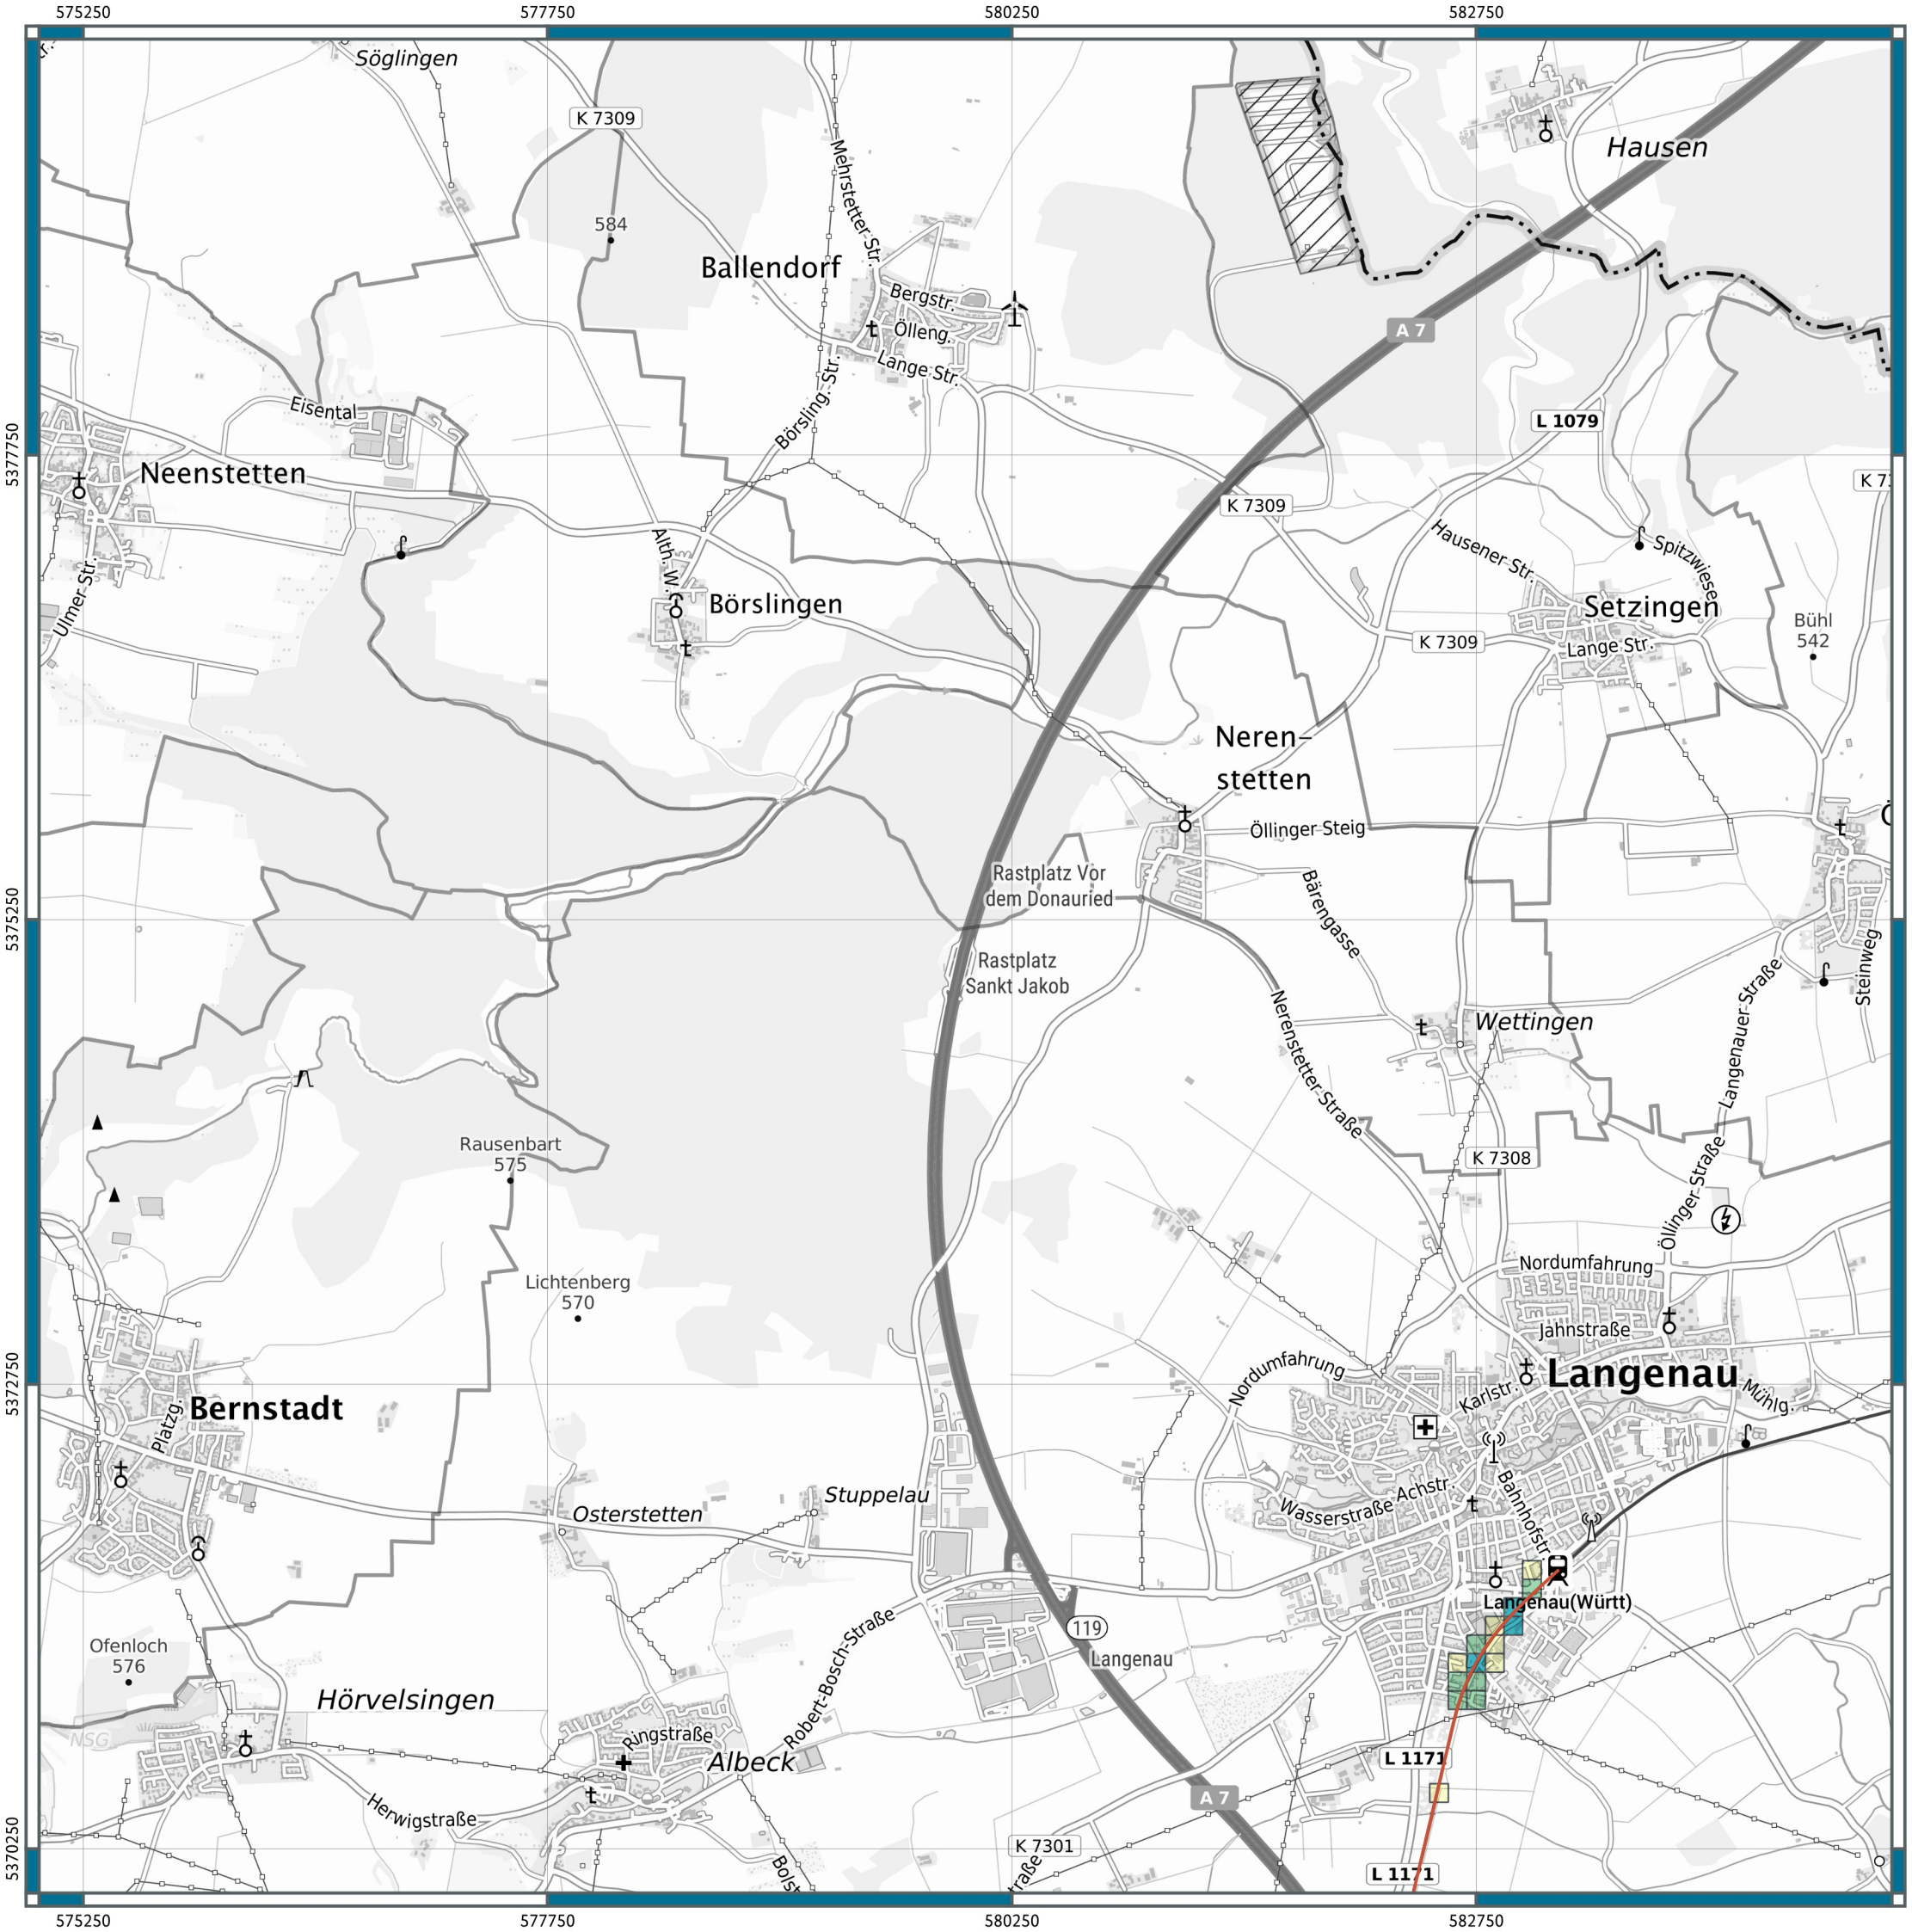 575250
577750
580250
582750
Söglingen
K 7309
Mehrstetter Str.
Hausen
584
Ballendorf
Bergstr.
Ölleng.
Lange Str.
A 7
Eisental
Börsling. Str.
L 1079
5377750
Neenstetten
K 7309
Hausener Str.
Spitzwiese
Alth. W.
Ulmer Str.
Börslingen
Setzingen
Bühl
542
K 7309
Lange Str.
Neren-
stetten
Öllinger Steig
Rastplatz Vor
dem Donauried
Bärengasse
5375250
Rastplatz
Sankt Jakob
Steinweg
Nerenstetter Straße
Wettingen
Langenauer Straße
Rausenbart
575
K 7308
Öllinger Straße
Nordumfahrung
Lichtenberg
570
Jahnstraße
Nordumfahrung
Langenau
5372750
Karlstr.
Mühlg.
Bernstadt
Platzg.
Stuppelau
Achstr.
Wasserstraße
Bahnhofstr.
Osterstetten
Langenau(Württ)
Robert-Bosch-Straße
119
Langenau
Ofenloch
576
Hörvelsingen
NSG
Ringstraße
Albeck
L 1171
A 7
Herwigstraße
5370250
K 7301
L 1171
575250
577750
580250
582750